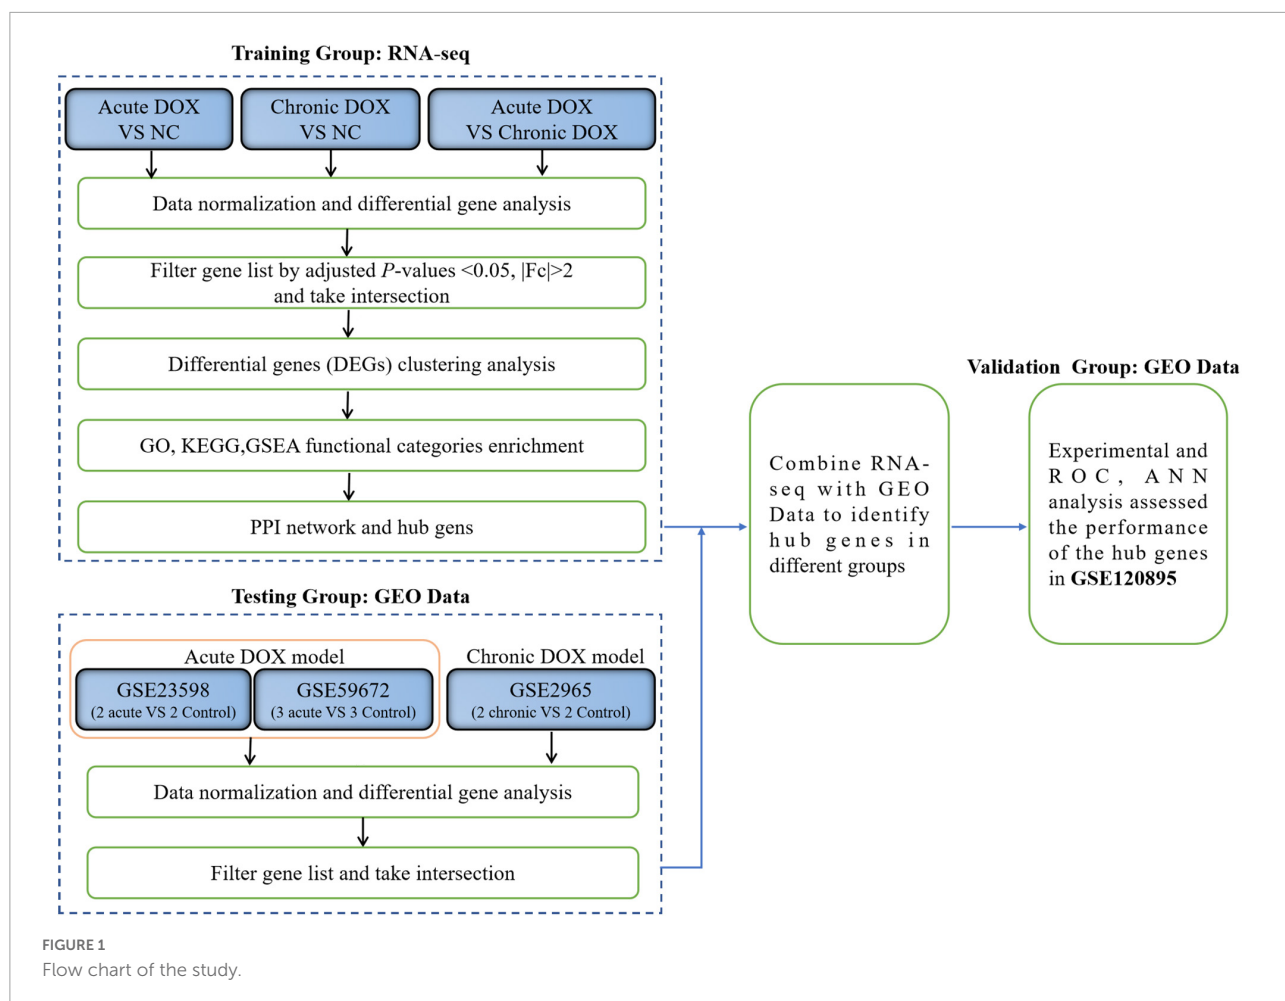 Training Group: RNA-seq
Acute DOX
VS NC
Chronic DOX
VS NC
Acute DOX
VS Chronic DOX
Data normalization and differential gene analysis
Filter gene list by adjusted P-values <0.05, |Fc|>2
and take intersection
Differential genes (DEGs) clustering analysis
GO, KEGG,GSEA functional categories enrichment
PPI network and hub gens
Testing Group: GEO Data
Acute DOX model
GSE23598
(2 acute VS 2 Control)
GSE59672
(3 acute VS 3 Control)
Chronic DOX model
GSE2965
(2 chronic VS 2 Control)
Data normalization and differential gene analysis
Filter gene list and take intersection
Combine RNA-
seq with GEO
Data to identify
hub genes in
different groups
Validation Group: GEO Data
Experimental and
ROC, ANN
analysis assessed
the performance
of the hub genes
in GSE120895
FIGURE 1
Flow chart of the study.